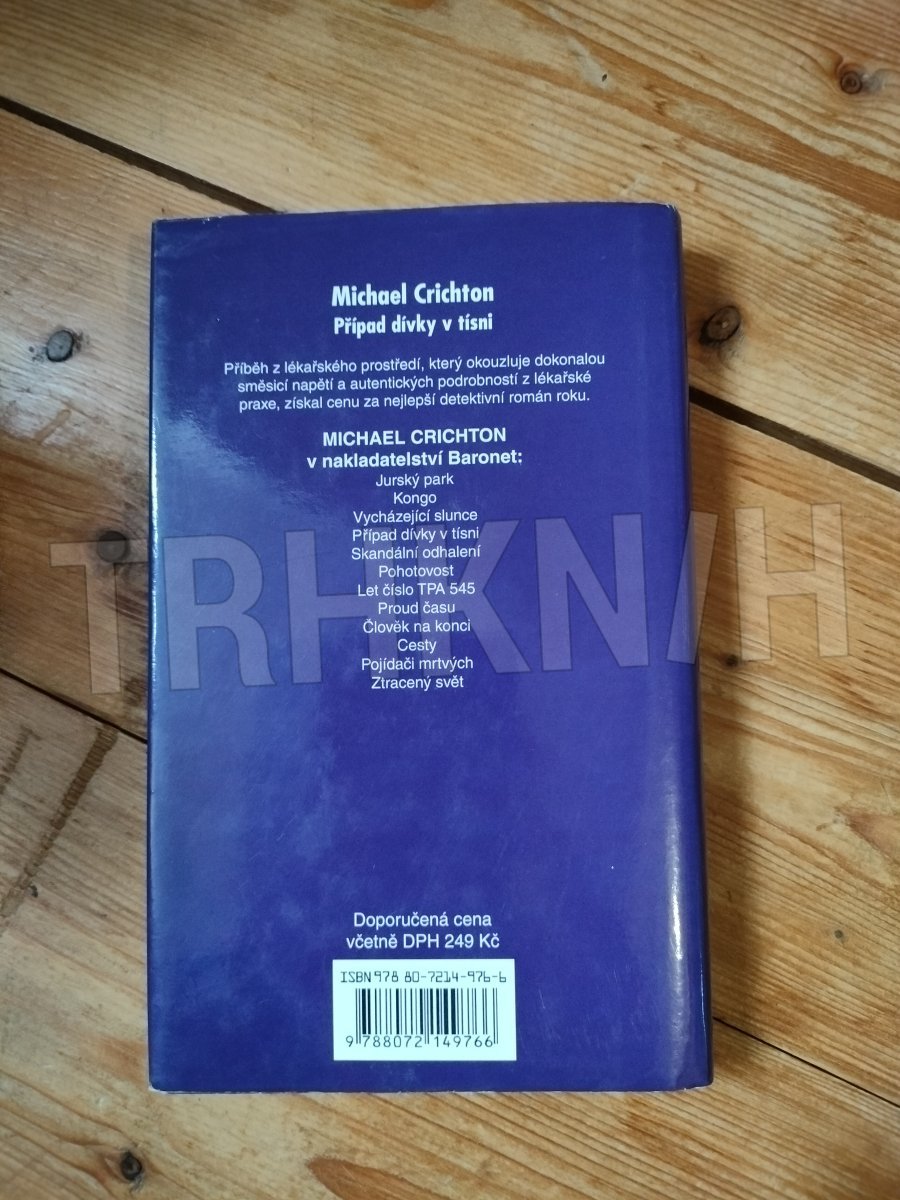 Michael Crichton
Případ dívky v tísni
Příběh z lékařského prostředí, který okouzluje dokonalou
směsicí napětí a autentických podrobností z lékařské
praxe, získal cenu za nejlepší detektivní román roku.
MICHAEL CRICHTON
v nakladatelství Baronet:
Jurský park
Kongo
Vycházející slunce
Případ dívky v tísni
Skandální odhalení
Pohotovost
Let číslo TPA 545
Proud času
Člověk na konci
Cesty
Pojídači mrtvých
Ztracený svět
TRHKNIH
Doporučená cena
včetně DPH 249 Kč
ISBN 978 80-7214-976-6
9 788072 149766